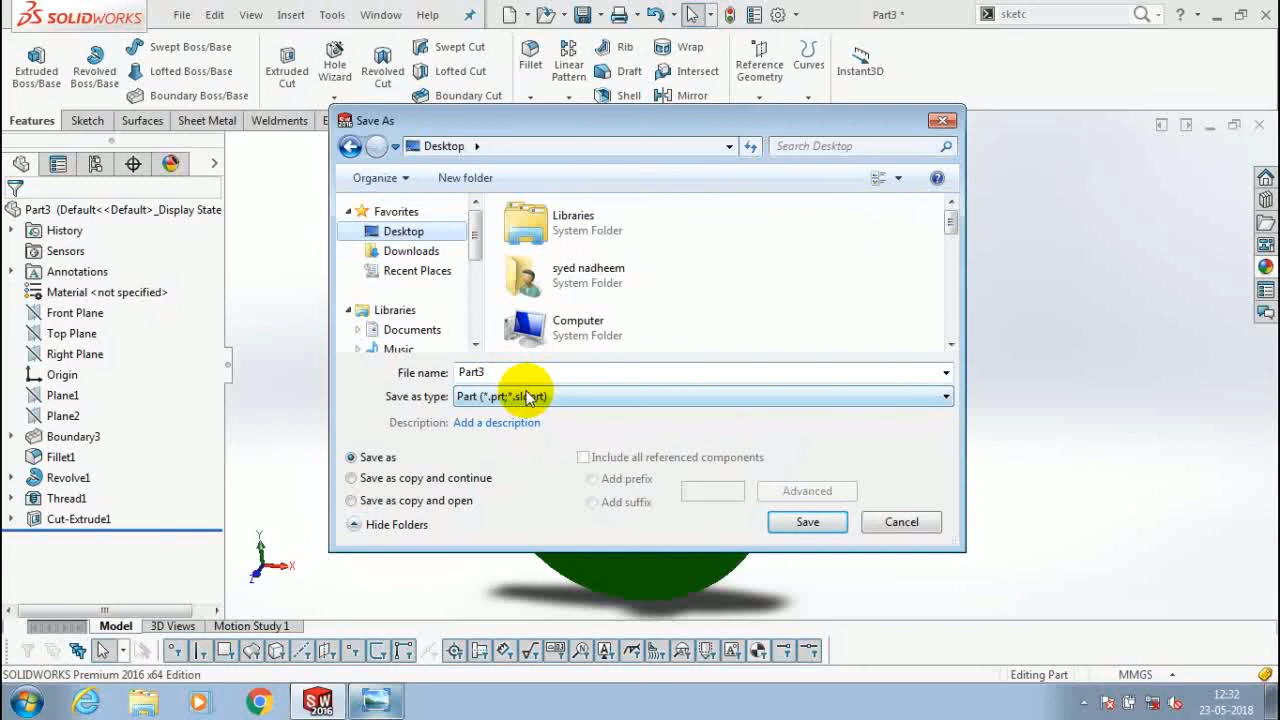 SOLIDWORKS File Edit View Insert Tools Window Help Part3 * sketc ?
Extruded Boss/Base
Revolved Boss/Base
Swept Boss/Base
Lofted Boss/Base
Boundary Boss/Base
Extruded Cut
Hole Wizard
Revolved Cut
Swept Cut
Lofted Cut
Boundary Cut
Fillet
Linear Pattern
Rib
Draft
Shell
Wrap
Intersect
Mirror
Reference Geometry
Curves
Instant3D
Features Sketch Surfaces Sheet Metal Weldments
Part3 (Default<<Default>_Display State
History
Sensors
Annotations
Material <not specified>
Front Plane
Top Plane
Right Plane
Origin
Plane1
Plane2
Boundary3
Fillet1
Revolve1
Thread1
Cut-Extrude1
SW 2016 Save As
Desktop
Search Desktop
Organize New folder
Favorites
Desktop
Downloads
Recent Places
Libraries
Documents
Music
Libraries
System Folder
syed nadheem
System Folder
Computer
System Folder
File name: Part3
Save as type: Part (*.prt;*.sldprt)
Description: Add a description
Save as
Save as copy and continue
Save as copy and open
Include all referenced components
Add prefix
Add suffix
Advanced
Hide Folders
Save Cancel
Y
X
Z
Model 3D Views Motion Study 1
SOLIDWORKS Premium 2016 x64 Edition Editing Part MMGS
SW 2016
12:32
23-05-2018